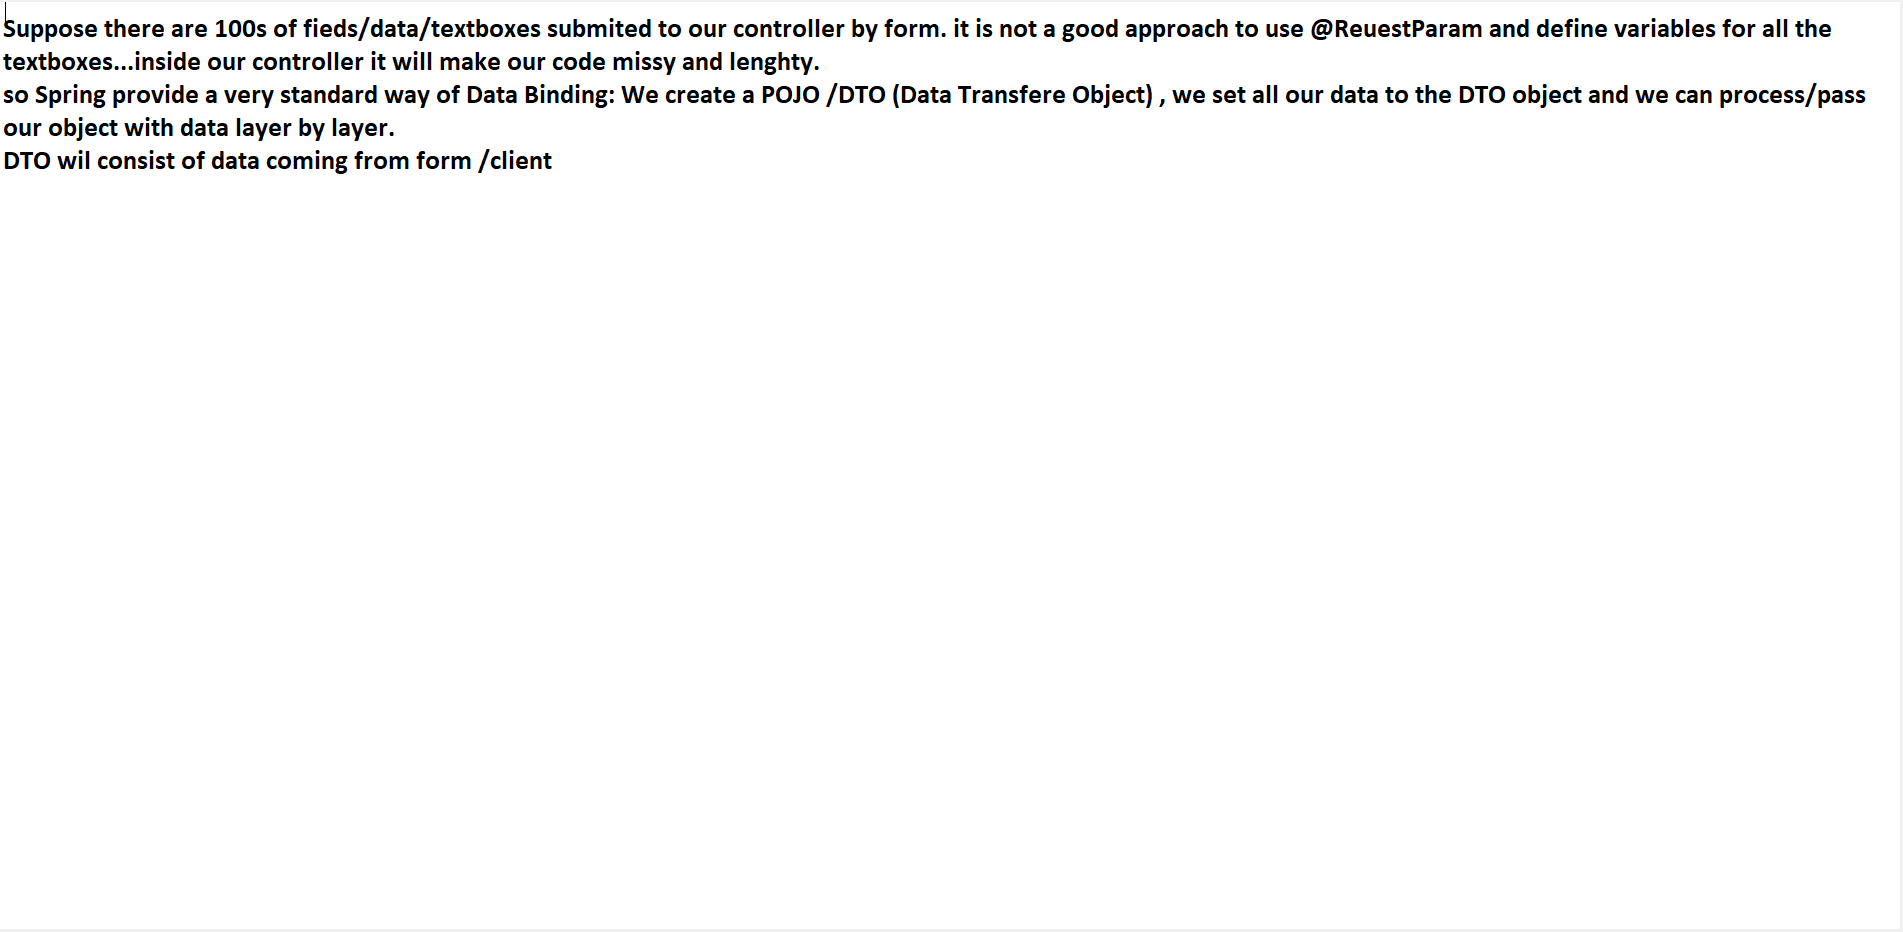 Suppose there are 100s of fieds/data/textboxes submited to our controller by form. it is not a good approach to use @ReuestParam and define variables for all the
textboxes...inside our controller it will make our code missy and lenghty.
so Spring provide a very standard way of Data Binding: We create a POJO /DTO (Data Transfere Object) , we set all our data to the DTO object and we can process/pass
our object with data layer by layer.
DTO wil consist of data coming from form /client